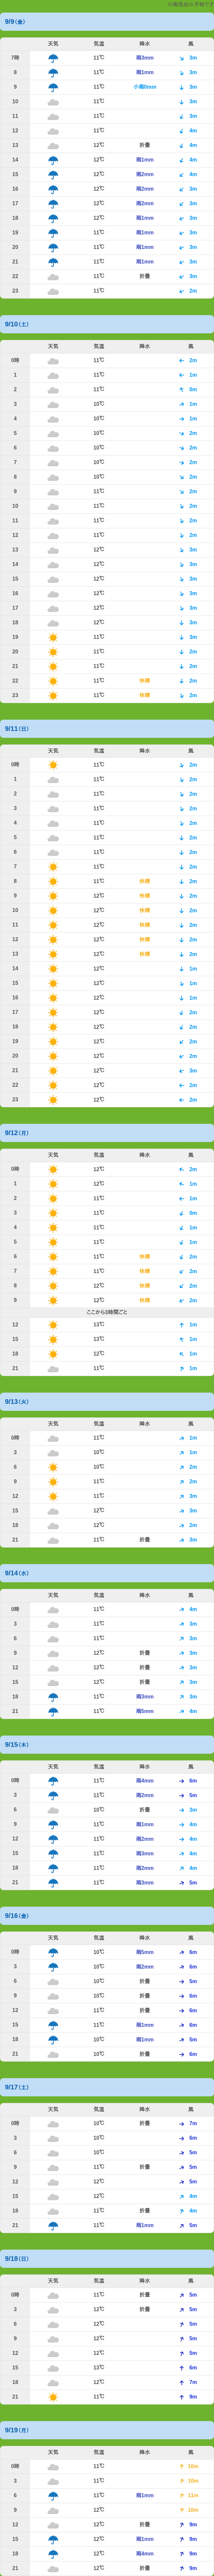 9/9(金)
天気 気温 降水 風
7時 11℃ 雨3mm 3m
8 11℃ 雨1mm 3m
9 11℃ 小雨0mm 3m
10 11℃ 3m
11 11℃ 3m
12 11℃ 4m
13 12℃ 折畳 4m
14 12℃ 雨1mm 4m
15 12℃ 雨2mm 4m
16 12℃ 雨2mm 3m
17 12℃ 雨2mm 3m
18 12℃ 雨1mm 3m
19 12℃ 雨1mm 3m
20 12℃ 雨1mm 3m
21 12℃ 雨1mm 3m
22 11℃ 折畳 3m
23 11℃ 2m
9/10(土)
天気 気温 降水 風
0時 11℃ 2m
1 11℃ 1m
2 11℃ 0m
3 10℃ 1m
4 10℃ 1m
5 10℃ 2m
6 10℃ 2m
7 10℃ 2m
8 10℃ 2m
9 11℃ 2m
10 11℃ 2m
11 11℃ 2m
12 11℃ 2m
13 12℃ 3m
14 12℃ 3m
15 12℃ 3m
16 12℃ 3m
17 12℃ 3m
18 12℃ 3m
19 11℃ 3m
20 11℃ 2m
21 11℃ 2m
22 11℃ 快晴 2m
23 11℃ 快晴 2m
9/11(日)
天気 気温 降水 風
0時 11℃ 2m
1 11℃ 2m
2 11℃ 2m
3 11℃ 2m
4 11℃ 2m
5 11℃ 2m
6 11℃ 2m
7 11℃ 2m
8 11℃ 快晴 2m
9 12℃ 快晴 2m
10 12℃ 快晴 2m
11 12℃ 快晴 2m
12 12℃ 快晴 2m
13 12℃ 快晴 2m
14 12℃ 1m
15 12℃ 1m
16 12℃ 1m
17 12℃ 2m
18 12℃ 2m
19 12℃ 2m
20 12℃ 2m
21 12℃ 3m
22 12℃ 2m
23 12℃ 2m
9/12(月)
天気 気温 降水 風
0時 12℃ 2m
1 12℃ 1m
2 11℃ 1m
3 11℃ 0m
4 11℃ 1m
5 11℃ 1m
6 11℃ 快晴 2m
7 11℃ 快晴 2m
8 12℃ 快晴 2m
9 12℃ 快晴 2m
ここから3時間ごと
12 13℃ 1m
15 13℃ 1m
18 12℃ 1m
21 11℃ 1m
9/13(火)
天気 気温 降水 風
0時 11℃ 1m
3 10℃ 1m
6 10℃ 2m
9 11℃ 2m
12 11℃ 3m
15 12℃ 3m
18 12℃ 2m
21 11℃ 折畳 3m
9/14(水)
天気 気温 降水 風
0時 11℃ 4m
3 11℃ 3m
6 11℃ 3m
9 12℃ 折畳 3m
12 12℃ 折畳 3m
15 12℃ 折畳 3m
18 11℃ 雨3mm 3m
21 12℃ 雨5mm 4m
9/15(木)
天気 気温 降水 風
0時 11℃ 雨4mm 6m
3 11℃ 雨2mm 5m
6 10℃ 折畳 3m
9 11℃ 雨1mm 4m
12 11℃ 雨2mm 4m
15 11℃ 雨3mm 4m
18 11℃ 雨2mm 4m
21 11℃ 雨3mm 5m
9/16(金)
天気 気温 降水 風
0時 10℃ 雨5mm 6m
3 10℃ 雨2mm 6m
6 10℃ 折畳 5m
9 10℃ 折畳 6m
12 11℃ 折畳 6m
15 11℃ 雨1mm 6m
18 10℃ 雨1mm 5m
21 10℃ 折畳 6m
9/17(土)
天気 気温 降水 風
0時 10℃ 折畳 7m
3 10℃ 6m
6 10℃ 5m
9 11℃ 折畳 5m
12 12℃ 5m
15 12℃ 4m
18 11℃ 折畳 4m
21 11℃ 雨1mm 5m
9/18(日)
天気 気温 降水 風
0時 11℃ 折畳 5m
3 12℃ 折畳 5m
6 12℃ 5m
9 12℃ 5m
12 12℃ 5m
15 13℃ 6m
18 12℃ 7m
21 11℃ 9m
9/19(月)
天気 気温 降水 風
0時 11℃ 10m
3 11℃ 10m
6 11℃ 雨1mm 11m
9 12℃ 10m
12 12℃ 折畳 9m
15 12℃ 雨1mm 9m
18 12℃ 雨4mm 9m
21 11℃ 折畳 9m